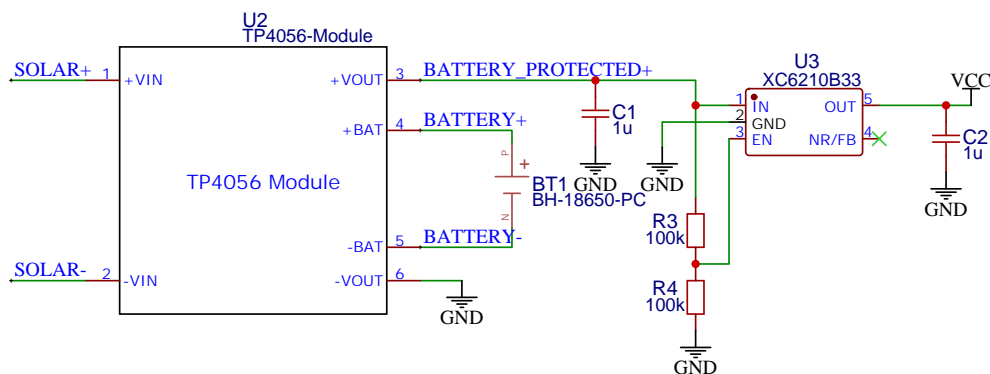 U2
TP4056-Module
SOLAR+
1
+VIN
+VOUT
3
BATTERY_PROTECTED+
+BAT
4
BATTERY+
TP4056 Module
-BAT
5
BATTERY-
SOLAR-
2
-VIN
-VOUT
6
GND
P
+
BT1
BH-18650-PC
N
C1
1u
GND
GND
U3
XC6210B33
1
IN
2
GND
3
EN
OUT
5
NR/FB
4
VCC
C2
1u
GND
R3
100k
R4
100k
GND